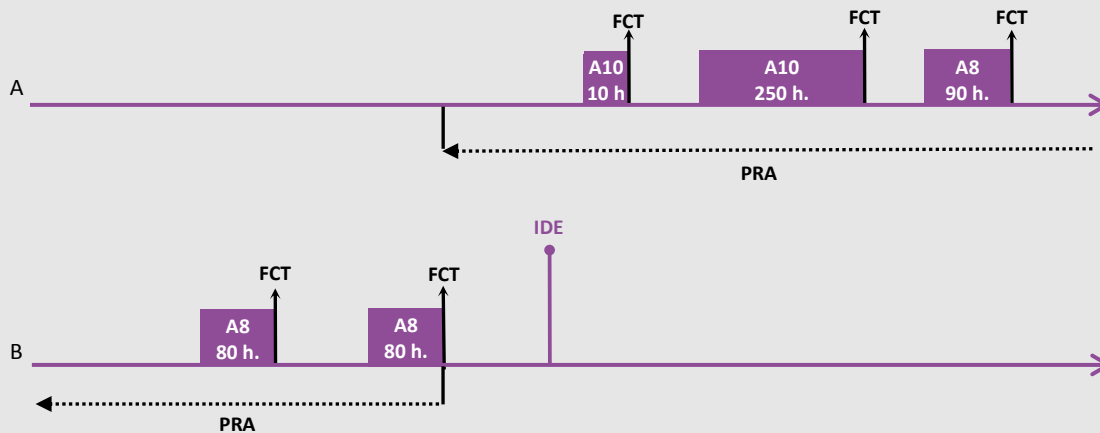 FCT
FCT
FCT
A10
10 h
A10
250 h.
A8
90 h.
A
PRA
IDE
FCT
FCT
A8
80 h.
A8
80 h.
B
PRA